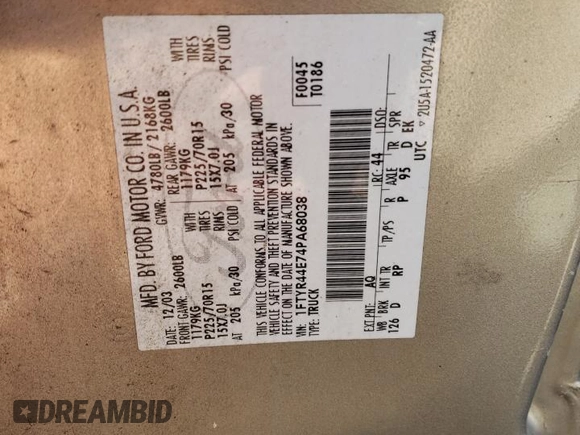 MFD. BY FORD MOTOR CO. IN U.S.A.
DATE: 12/03 GVWR: 4780LB / 2168KG
FRONT GAWR: 2600LB REAR GAWR: 2600LB
1179KG 1179KG WITH
P225/70R15 P225/70R15 TIRES
15X7.0J 15X7.0J RIMS
AT 205 kPa/30 PSI COLD AT 205 kPa/30 PSI COLD
THIS VEHICLE CONFORMS TO ALL APPLICABLE FEDERAL MOTOR
VEHICLE SAFETY AND THEFT PREVENTION STANDARDS IN
EFFECT ON THE DATE OF MANUFACTURE SHOWN ABOVE.
VIN: 1FTYR44E74PA68038 F0045
TYPE: TRUCK T0186
EXT PNT: AQ RC: 44 DSO:
WB BRK INT TR TP/PS R AXLE TR SPR
126 D RP P 95 D EK
UTC ▽ 2U5A-1520472-AA
DREAMBID